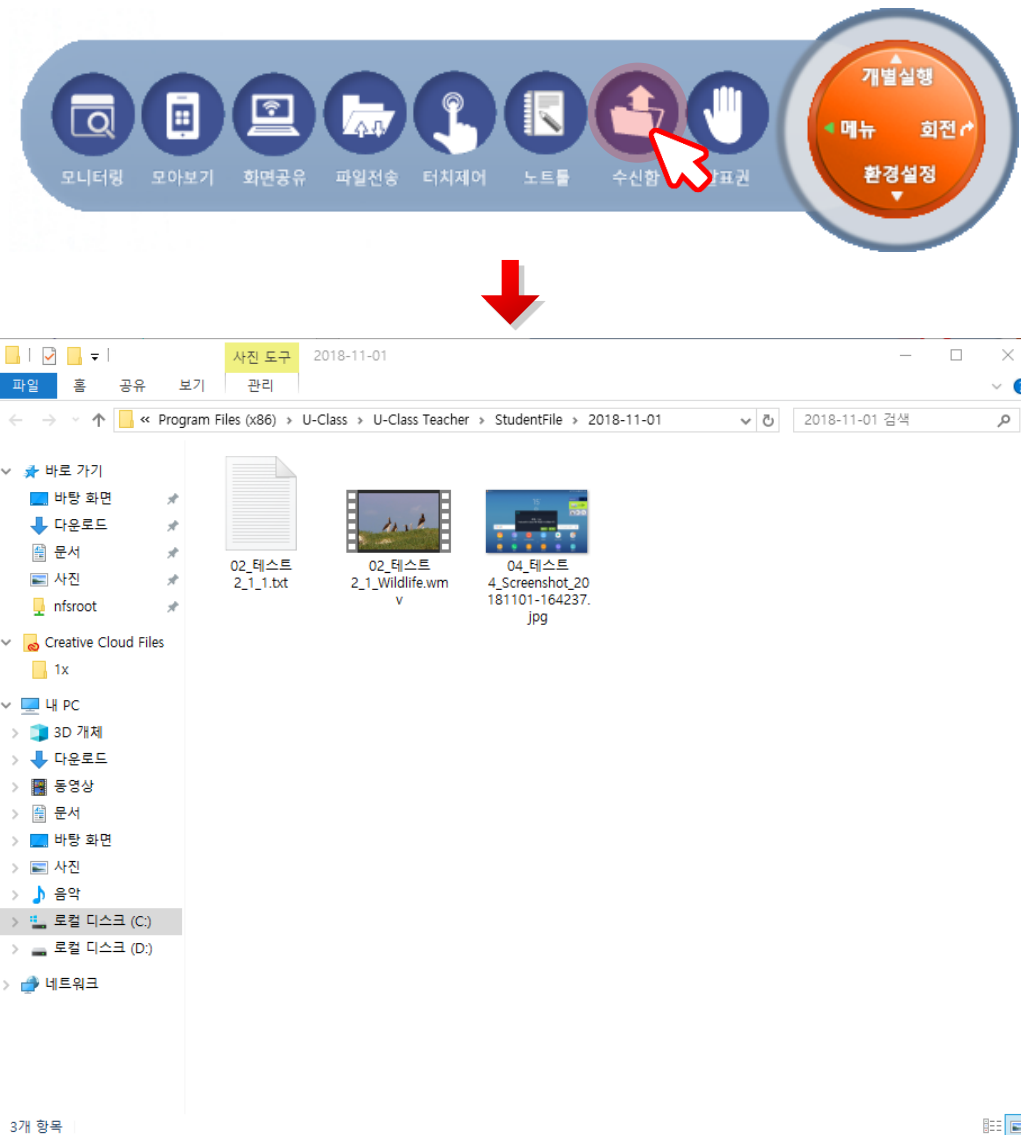 개별실행
메뉴 회전
환경설정
모니터링 모아보기 화면공유 파일전송 터치제어 노트툴 수신함 발표권
사진 도구 2018-11-01
파일 홈 공유 보기 관리
« Program Files (x86) > U-Class > U-Class Teacher > StudentFile > 2018-11-01
2018-11-01 검색
바로 가기
바탕 화면
다운로드
문서
사진
nfsroot
Creative Cloud Files
1x
내 PC
3D 개체
다운로드
동영상
문서
바탕 화면
사진
음악
로컬 디스크 (C:)
로컬 디스크 (D:)
네트워크
02_테스트
2_1_1.txt
02_테스트
2_1_Wildlife.wm
v
04_테스트
4_Screenshot_20
181101-164237.
jpg
3개 항목